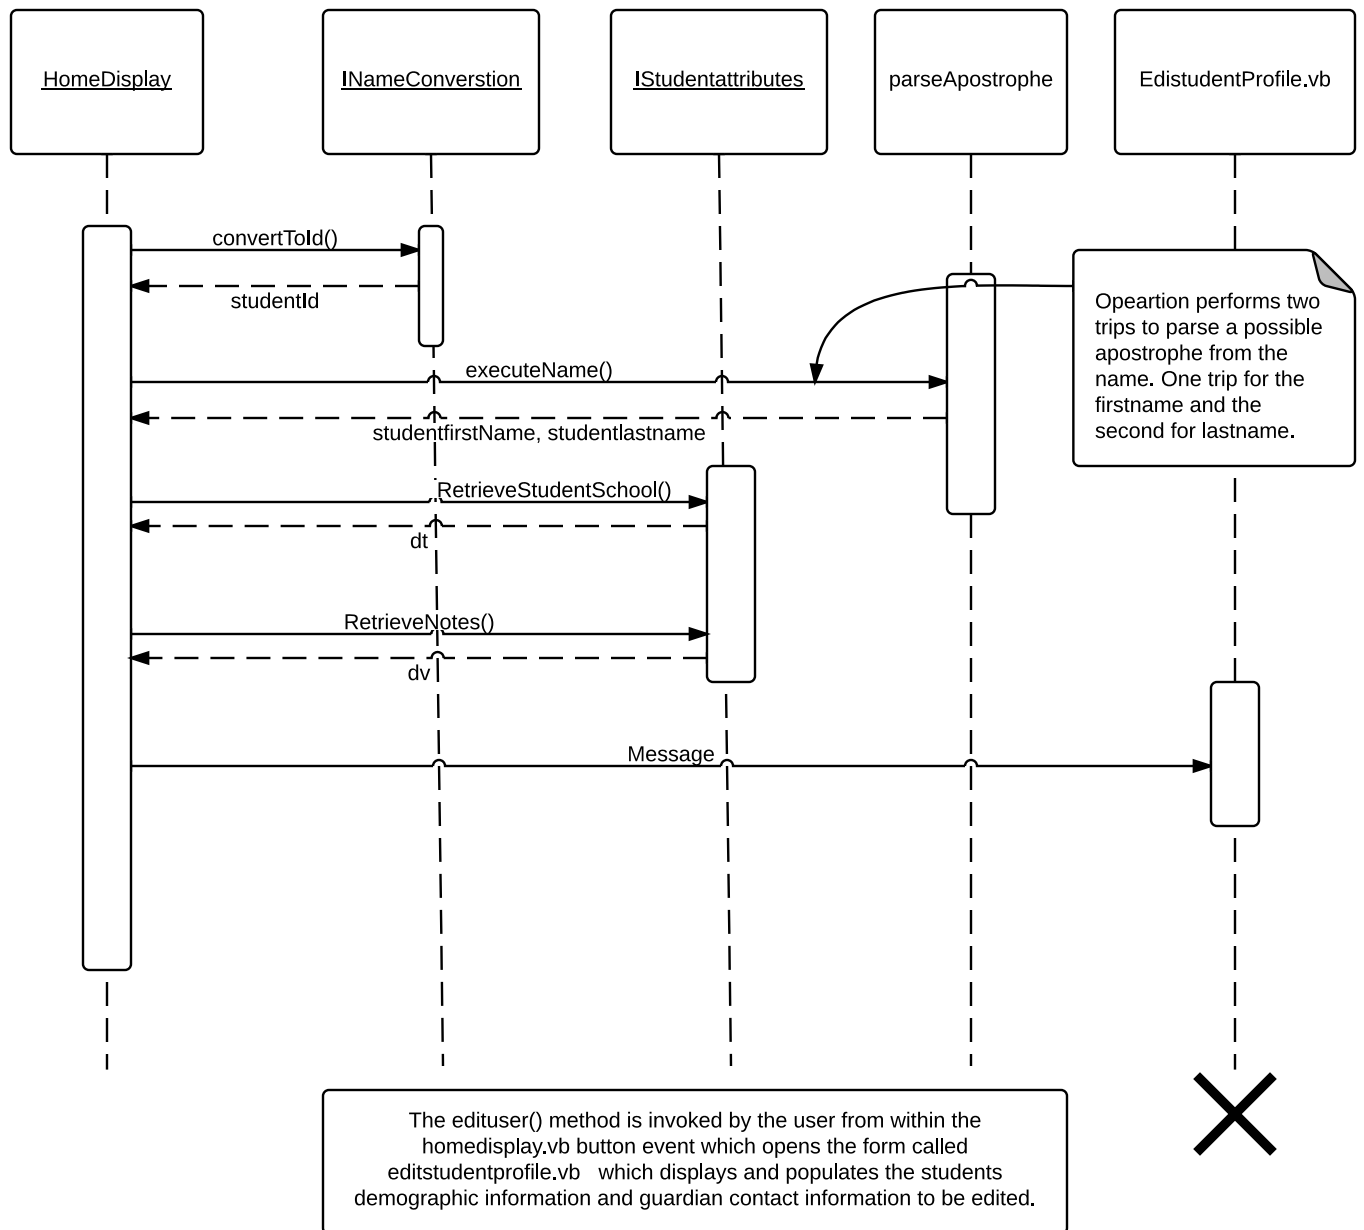 HomeDisplay
INameConverstion
IStudentattributes
parseApostrophe
EdistudentProfile.vb
convertToId()
studentId
Opeartion performs two
trips to parse a possible
apostrophe from the
name. One trip for the
firstname and the
second for lastname.
executeName()
studentfirstName, studentlastname
RetrieveStudentSchool()
dt
RetrieveNotes()
dv
Message
The edituser() method is invoked by the user from within the
homedisplay.vb button event which opens the form called
editstudentprofile.vb   which displays and populates the students
demographic information and guardian contact information to be edited.